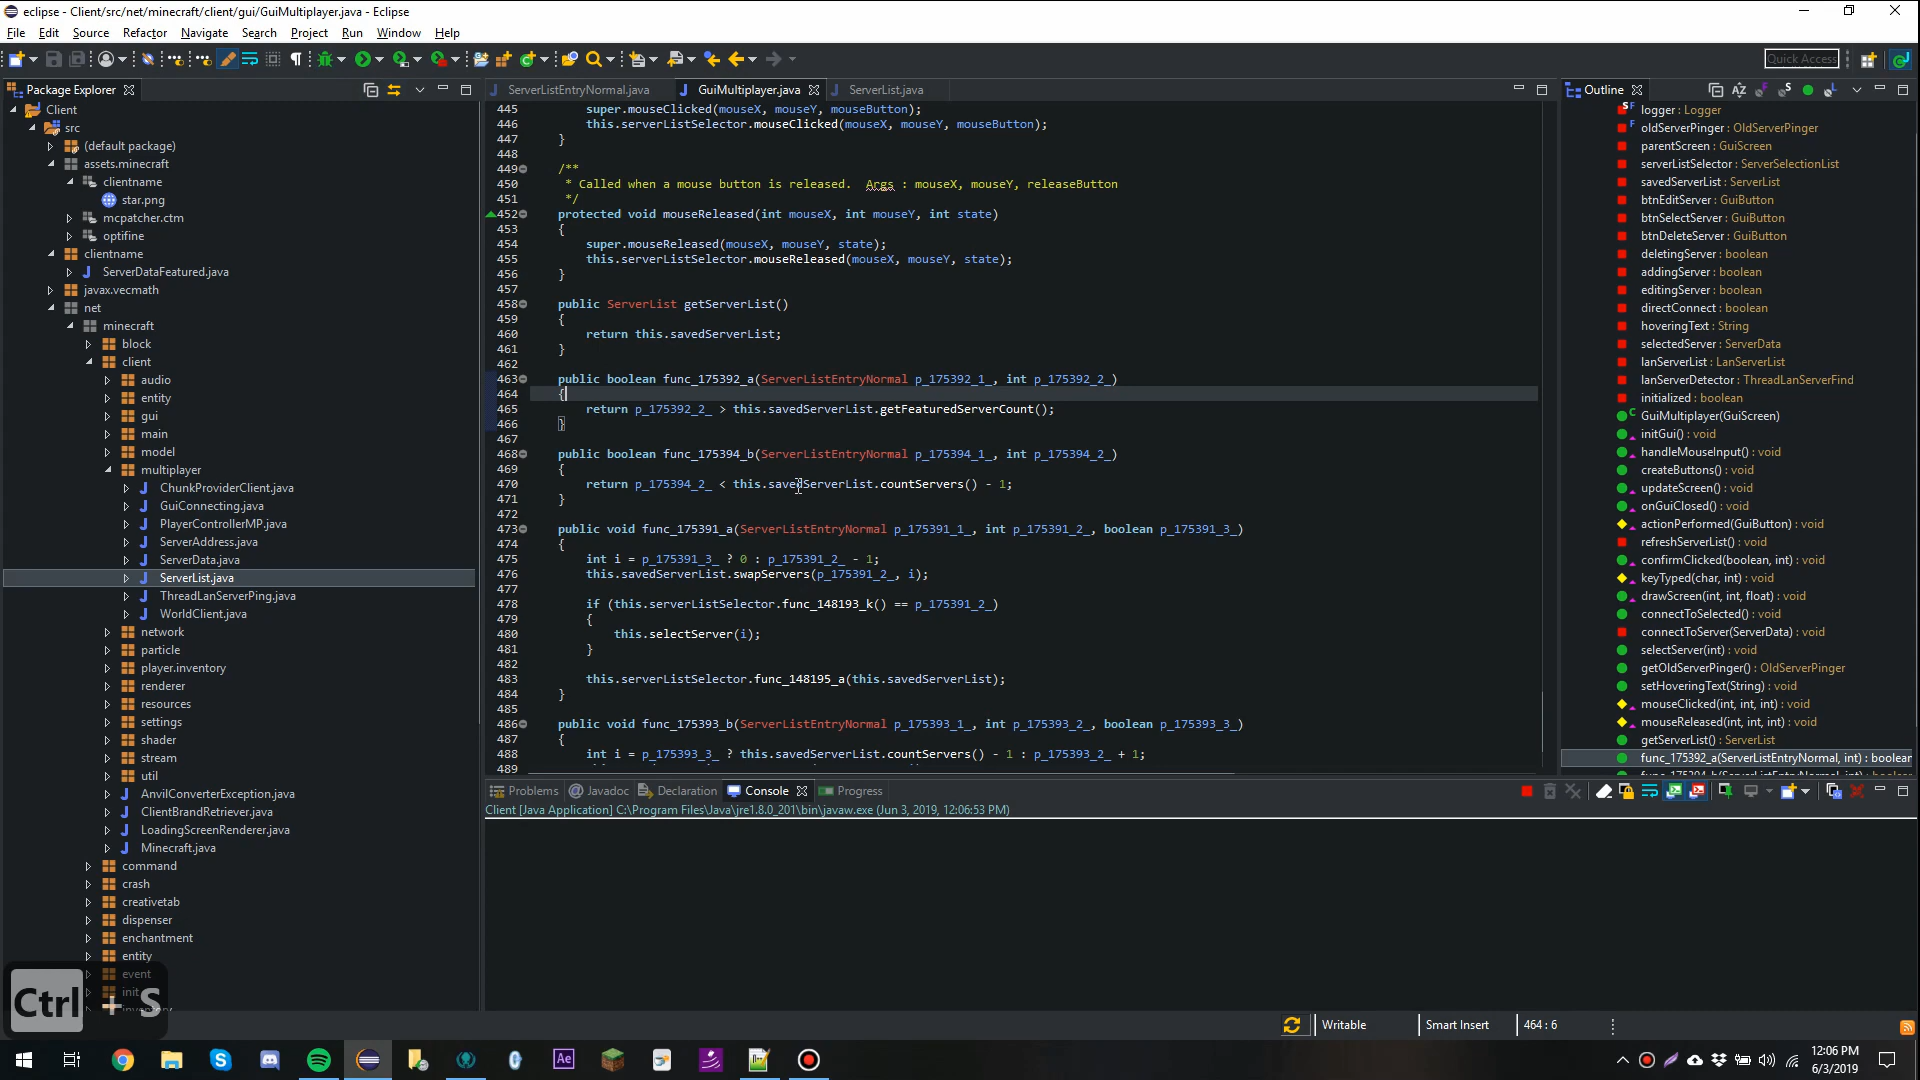 eclipse - Client/src/net/minecraft/client/gui/GuiMultiplayer.java - Eclipse
File Edit Source Refactor Navigate Search Project Run Window Help
Quick Access
Package Explorer
Client
src
(default package)
assets.minecraft
clientname
star.png
mcpatcher.ctm
optifine
clientname
ServerDataFeatured.java
javax.vecmath
net
minecraft
block
client
audio
entity
gui
main
model
multiplayer
ChunkProviderClient.java
GuiConnecting.java
PlayerControllerMP.java
ServerAddress.java
ServerData.java
ServerList.java
ThreadLanServerPing.java
WorldClient.java
network
particle
player.inventory
renderer
resources
settings
shader
stream
util
AnvilConverterException.java
ClientBrandRetriever.java
LoadingScreenRenderer.java
Minecraft.java
command
crash
creativetab
dispenser
enchantment
entity
event
init
Ctrl + S
ServerListEntryNormal.java GuiMultiplayer.java ServerList.java
445 super.mouseClicked(mouseX, mouseY, mouseButton);
446 this.serverListSelector.mouseClicked(mouseX, mouseY, mouseButton);
447 }
448
449 /**
450 * Called when a mouse button is released.  Args : mouseX, mouseY, releaseButton
451 */
452 protected void mouseReleased(int mouseX, int mouseY, int state)
453 {
454 super.mouseReleased(mouseX, mouseY, state);
455 this.serverListSelector.mouseReleased(mouseX, mouseY, state);
456 }
457
458 public ServerList getServerList()
459 {
460 return this.savedServerList;
461 }
462
463 public boolean func_175392_a(ServerListEntryNormal p_175392_1_, int p_175392_2_)
464 {
465 return p_175392_2_ > this.savedServerList.getFeaturedServerCount();
466 }
467
468 public boolean func_175394_b(ServerListEntryNormal p_175394_1_, int p_175394_2_)
469 {
470 return p_175394_2_ < this.savedServerList.countServers() - 1;
471 }
472
473 public void func_175391_a(ServerListEntryNormal p_175391_1_, int p_175391_2_, boolean p_175391_3_)
474 {
475 int i = p_175391_3_ ? 0 : p_175391_2_ - 1;
476 this.savedServerList.swapServers(p_175391_2_, i);
477
478 if (this.serverListSelector.func_148193_k() == p_175391_2_)
479 {
480 this.selectServer(i);
481 }
482
483 this.serverListSelector.func_148195_a(this.savedServerList);
484 }
485
486 public void func_175393_b(ServerListEntryNormal p_175393_1_, int p_175393_2_, boolean p_175393_3_)
487 {
488 int i = p_175393_3_ ? this.savedServerList.countServers() - 1 : p_175393_2_ + 1;
489
Outline
logger : Logger
oldServerPinger : OldServerPinger
parentScreen : GuiScreen
serverListSelector : ServerSelectionList
savedServerList : ServerList
btnEditServer : GuiButton
btnSelectServer : GuiButton
btnDeleteServer : GuiButton
deletingServer : boolean
addingServer : boolean
editingServer : boolean
directConnect : boolean
hoveringText : String
selectedServer : ServerData
lanServerList : LanServerList
lanServerDetector : ThreadLanServerFind
initialized : boolean
GuiMultiplayer(GuiScreen)
initGui() : void
handleMouseInput() : void
createButtons() : void
updateScreen() : void
onGuiClosed() : void
actionPerformed(GuiButton) : void
refreshServerList() : void
confirmClicked(boolean, int) : void
keyTyped(char, int) : void
drawScreen(int, int, float) : void
connectToSelected() : void
connectToServer(ServerData) : void
selectServer(int) : void
getOldServerPinger() : OldServerPinger
setHoveringText(String) : void
mouseClicked(int, int, int) : void
mouseReleased(int, int, int) : void
getServerList() : ServerList
func_175392_a(ServerListEntryNormal, int) : boolean
Problems Javadoc Declaration Console Progress
Client [Java Application] C:\Program Files\Java\jre1.8.0_201\bin\javaw.exe (Jun 3, 2019, 12:06:53 PM)
Writable Smart Insert 464 : 6
12:06 PM
6/3/2019